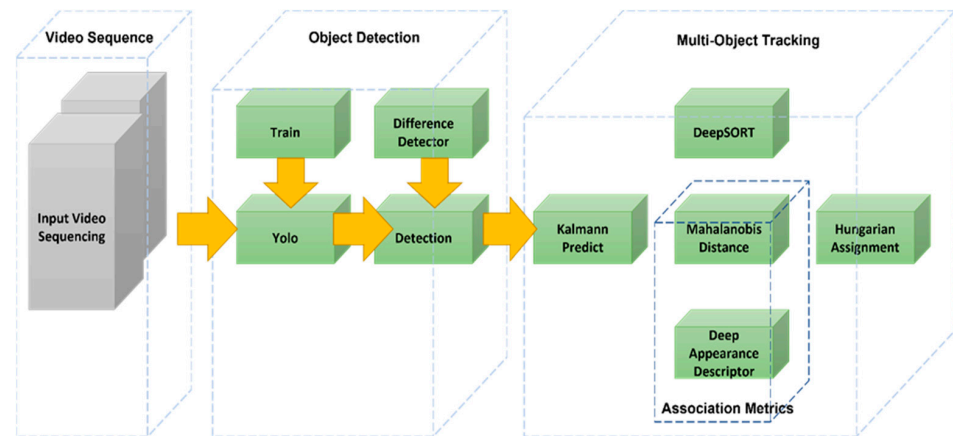 Video Sequence
Object Detection
Multi-Object Tracking
Train
Difference
Detector
DeepSORT
Input Video
Sequencing
Yolo
Detection
Kalmann
Predict
Mahalanobis
Distance
Hungarian
Assignment
Deep
Appearance
Descriptor
Association Metrics